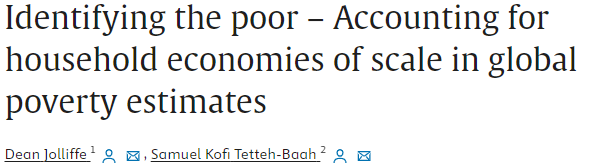 Identifying the poor – Accounting for
household economies of scale in global
poverty estimates
Dean Jolliffe 1, Samuel Kofi Tetteh-Baah 2